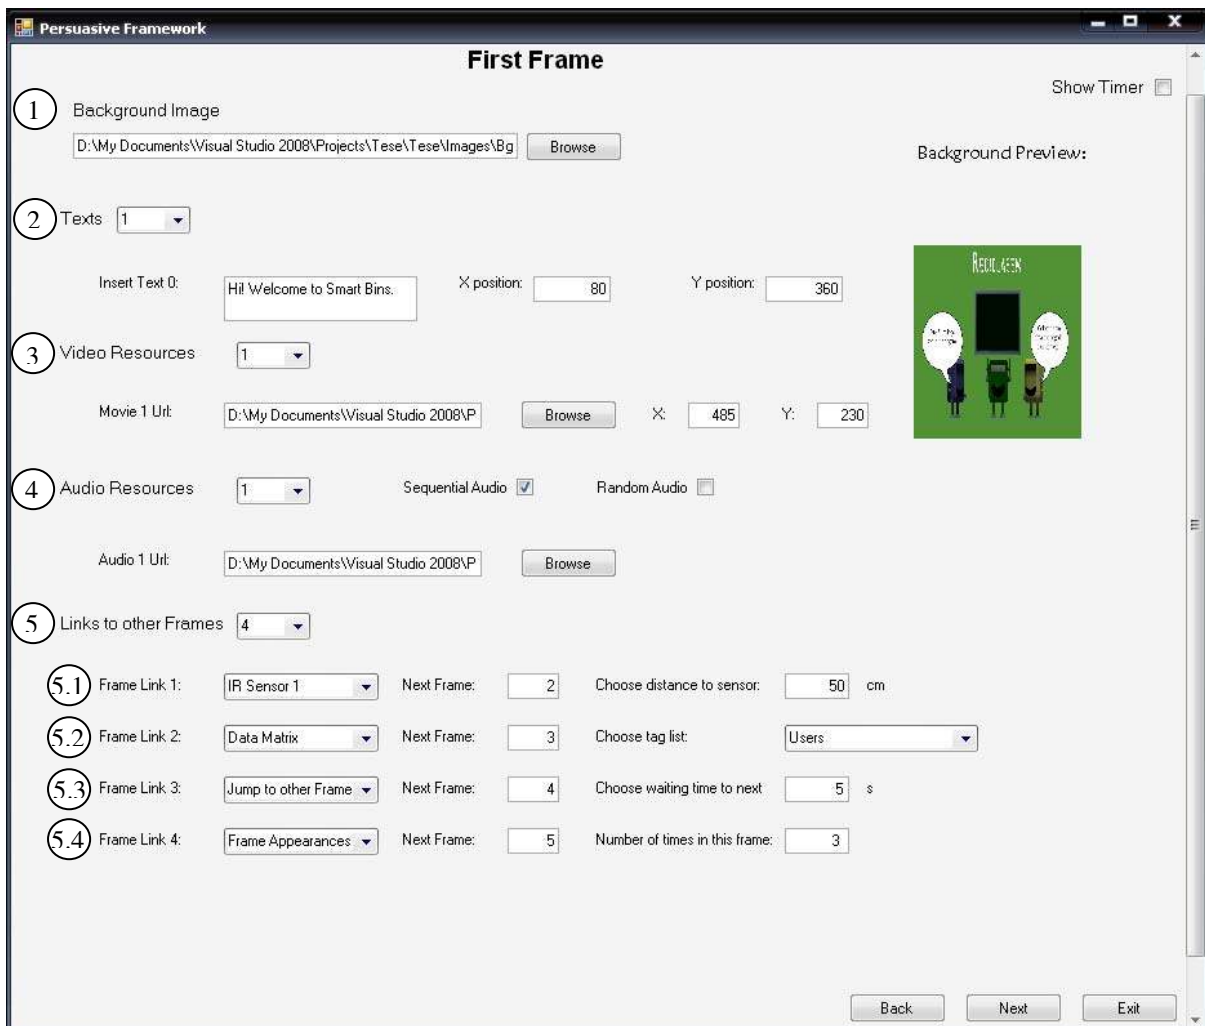 Persuasive Framework
First Frame
Show Timer
1 Background Image
D:\My Documents\Visual Studio 2008\Projects\Tese\Tese\Images\Bg Browse
Background Preview:
2 Texts 1
Insert Text 0: Hi! Welcome to Smart Bins. X position: 80 Y position: 360
3 Video Resources 1
Movie 1 Url: D:\My Documents\Visual Studio 2008\P Browse X: 485 Y: 230
4 Audio Resources 1 Sequential Audio Random Audio
Audio 1 Url: D:\My Documents\Visual Studio 2008\P Browse
5 Links to other Frames 4
5.1 Frame Link 1: IR Sensor 1 Next Frame: 2 Choose distance to sensor: 50 cm
5.2 Frame Link 2: Data Matrix Next Frame: 3 Choose tag list: Users
5.3 Frame Link 3: Jump to other Frame Next Frame: 4 Choose waiting time to next 5 s
5.4 Frame Link 4: Frame Appearances Next Frame: 5 Number of times in this frame: 3
Back Next Exit